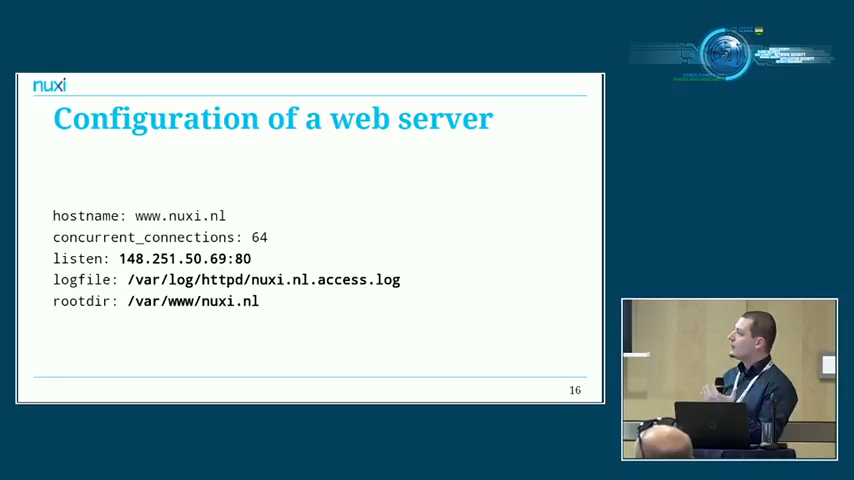 nuxi
Configuration of a web server
hostname: www.nuxi.nl
concurrent_connections: 64
listen: 148.251.50.69:80
logfile: /var/log/httpd/nuxi.nl.access.log
rootdir: /var/www/nuxi.nl
16